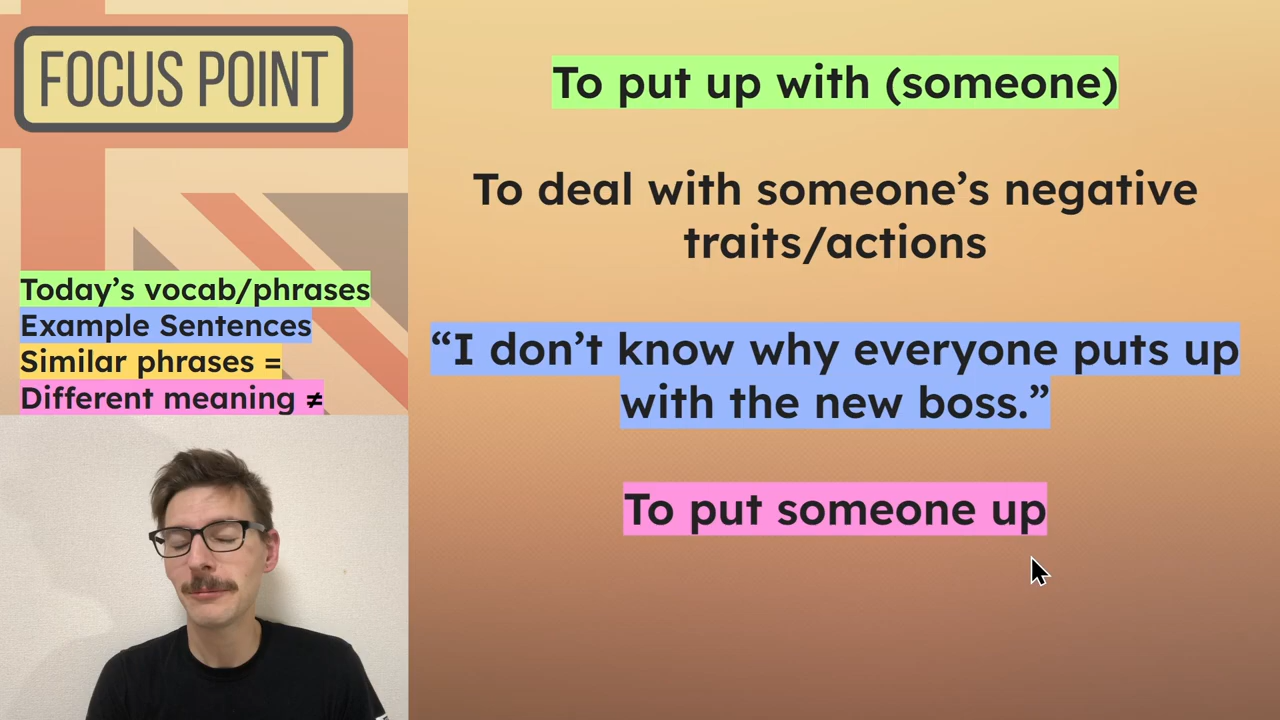 FOCUS POINT
Today’s vocab/phrases
Example Sentences
Similar phrases =
Different meaning ≠
To put up with (someone)
To deal with someone’s negative
traits/actions
“I don’t know why everyone puts up
with the new boss.”
To put someone up